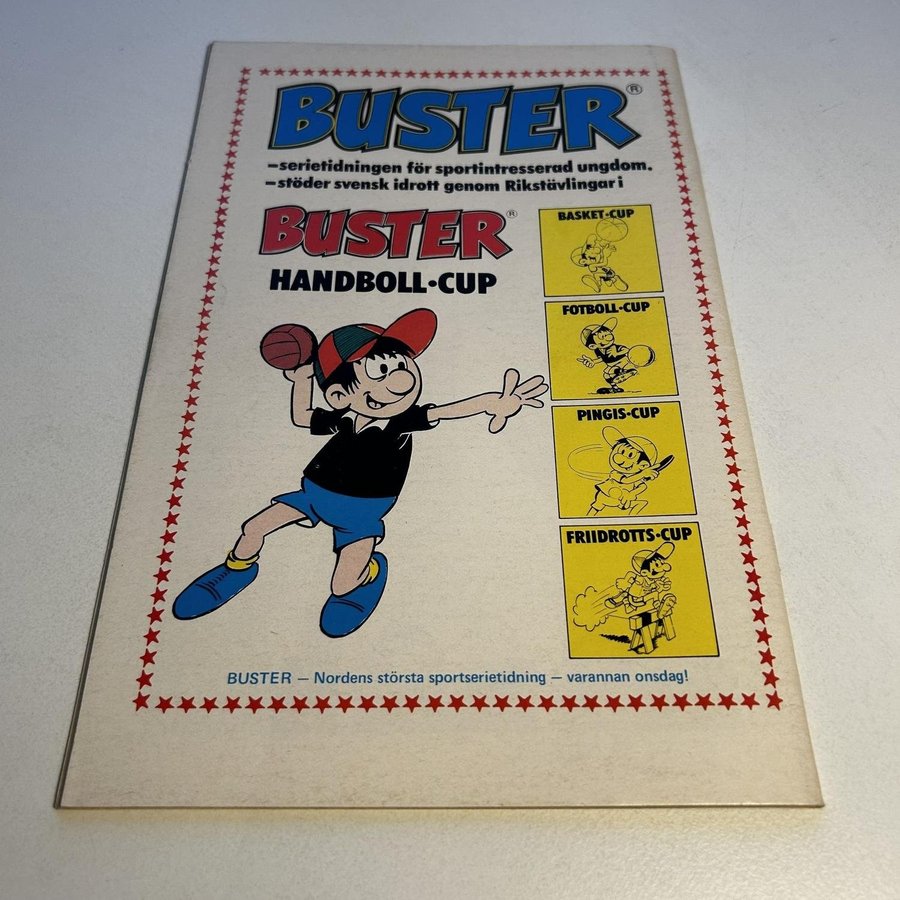 BUSTER®
–serietidningen för sportintresserad ungdom.
–stöder svensk idrott genom Rikstävlingar i
BUSTER®
HANDBOLL·CUP
BASKET·CUP
FOTBOLL·CUP
PINGIS·CUP
FRIIDROTTS·CUP
BUSTER – Nordens största sportserietidning – varannan onsdag!